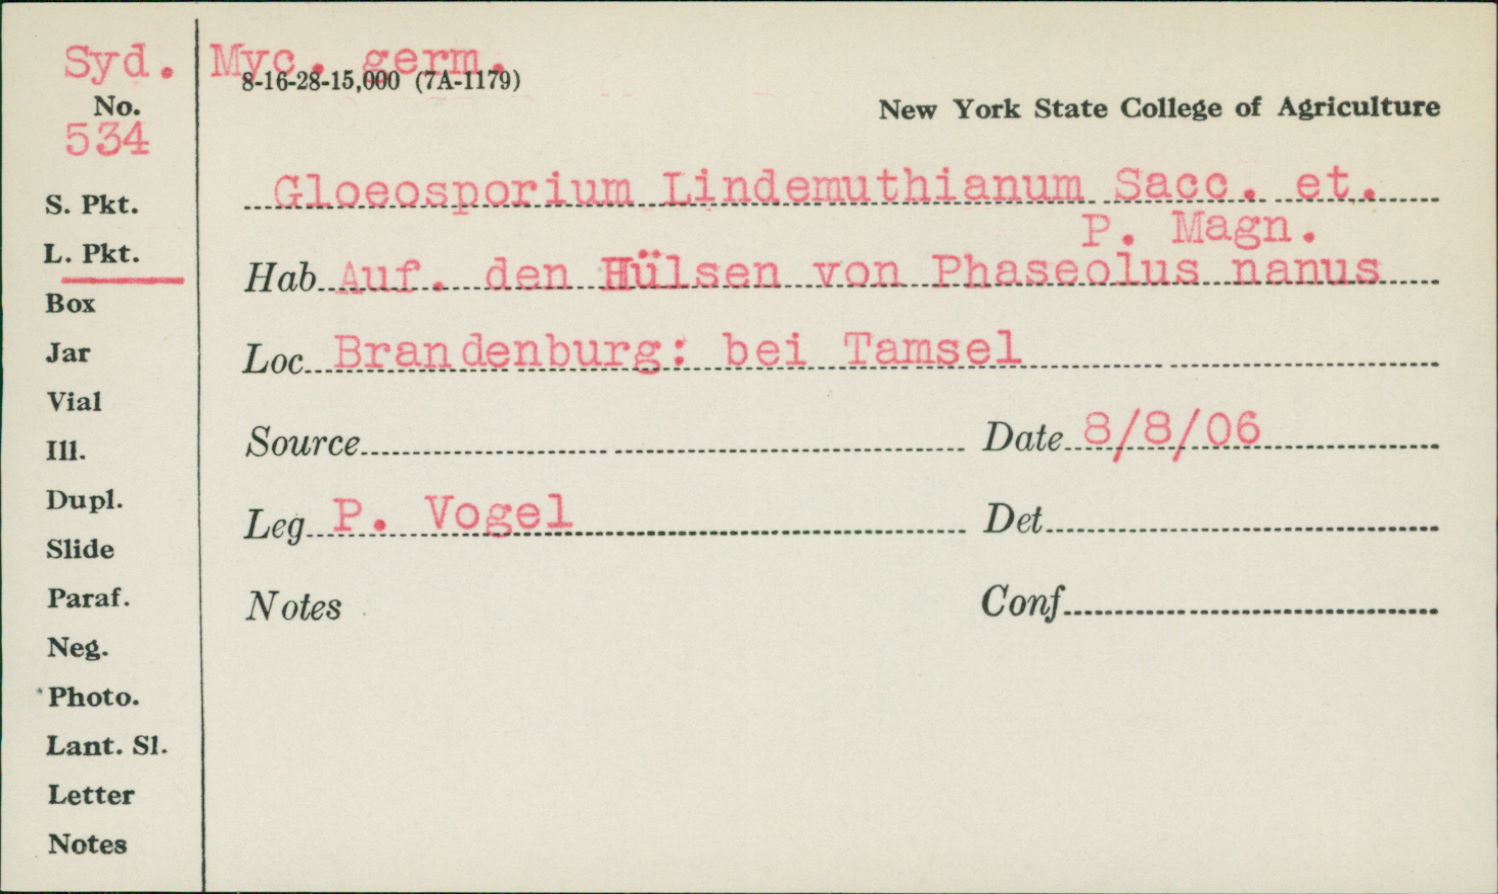 Syd. Myc. germ.
8-16-28-15,000 (7A-1179)
No.
534
New York State College of Agriculture
Gloeosporium Lindemuthianum Sacc. et.
P. Magn.
S. Pkt.
L. Pkt.
Box
Jar
Vial
Ill.
Dupl.
Slide
Paraf.
Neg.
Photo.
Lant. Sl.
Letter
Notes
Hab. Auf. den Hülsen von Phaseolus nanus
Loc. Brandenburg: bei Tamsel
Source
Date 8/8/06
Leg. P. Vogel
Det.
Notes
Conf.